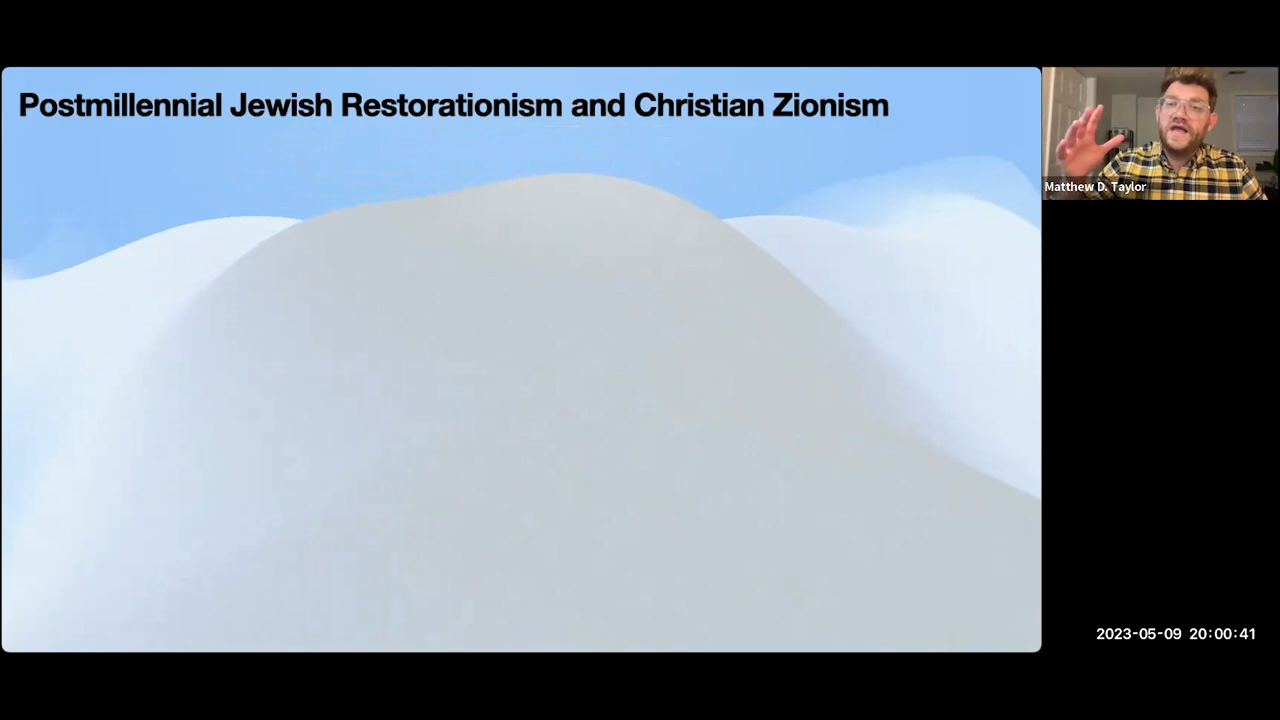 Postmillennial Jewish Restorationism and Christian Zionism
Matthew D. Taylor
2023-05-09 20:00:41